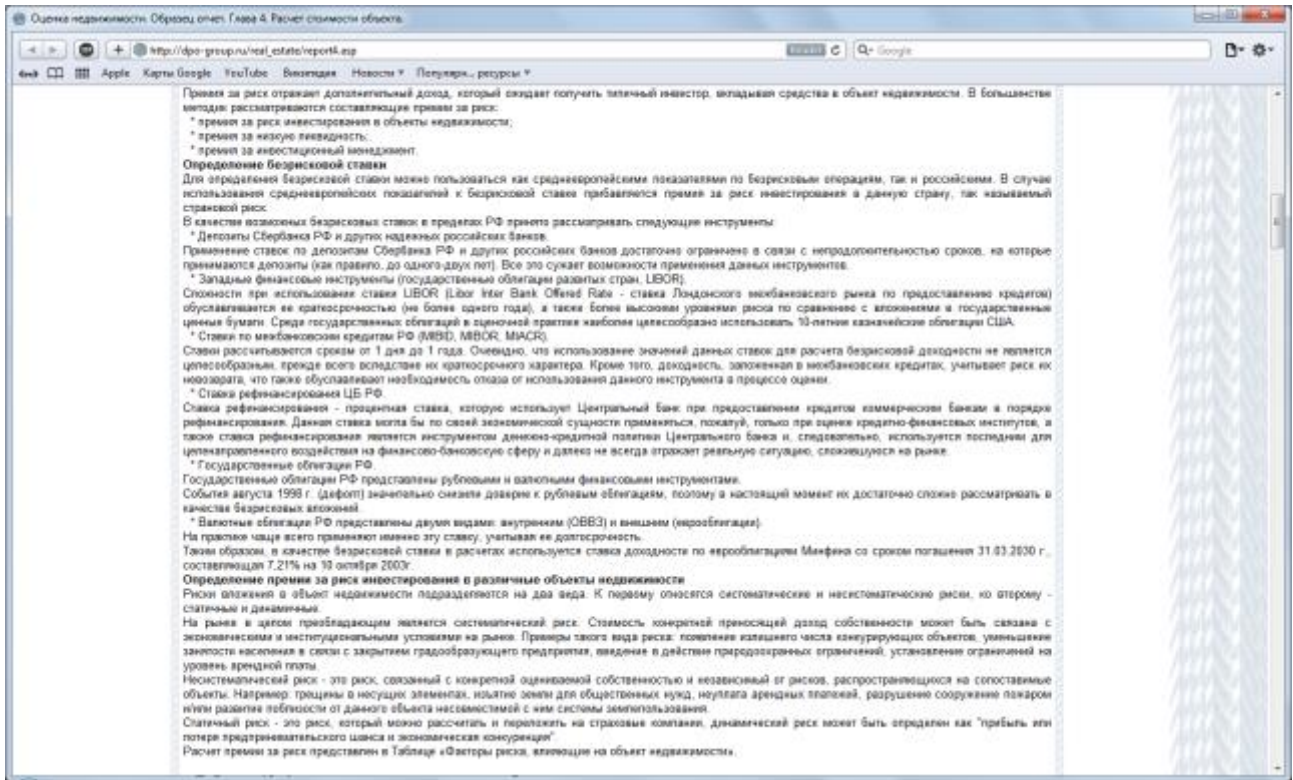 Оценка недвижимости. Образец отчет. Глава 4. Расчет стоимости объекта.
http://dpo-group.ru/real_estate/report4.asp
Google
Apple Карты Google YouTube Википедия Новости Популярн... ресурсы
Премия за риск отражает дополнительный доход, который ожидает получить типичный инвестор, вкладывая средства в объект недвижимости. В большинстве
методик рассматриваются составляющие премии за риск:
* премия за риск инвестирования в объекты недвижимости;
* премия за низкую ликвидность;
* премия за инвестиционный менеджмент.
Определение безрисковой ставки
Для определения безрисковой ставки можно пользоваться как среднеевропейскими показателями по безрисковым операциям, так и российскими. В случае
использования среднеевропейских показателей к безрисковой ставке прибавляется премия за риск инвестирования в данную страну, так называемый
страновой риск.
В качестве возможных безрисковых ставок в пределах РФ принято рассматривать следующие инструменты:
* Депозиты Сбербанка РФ и других надежных российских банков.
Применение ставок по депозитам Сбербанка РФ и других российских банков достаточно ограничено в связи с непродолжительностью сроков, на которые
принимаются депозиты (как правило, до одного-двух лет). Все это сужает возможности применения данных инструментов.
* Западные финансовые инструменты (государственные облигации развитых стран, LIBOR).
Сложности при использовании ставки LIBOR (Libor Inter Bank Offered Rate - ставка Лондонского межбанковского рынка по предоставлению кредитов)
обуславливается ее краткосрочностью (не более одного года), а также более высокими уровнями риска по сравнению с вложениями в государственные
ценные бумаги. Среди государственных облигаций в оценочной практике наиболее целесообразно использовать 10-летние казначейские облигации США.
* Ставки по межбанковским кредитам РФ (MIBID, MIBOR, MIACR).
Ставки рассчитываются сроком от 1 дня до 1 года. Очевидно, что использование значений данных ставок для расчета безрисковой доходности не является
целесообразным, прежде всего вследствие их краткосрочного характера. Кроме того, доходность, заложенная в межбанковских кредитах, учитывает риск их
невозврата, что также обуславливает необходимость отказа от использования данного инструмента в процессе оценки.
* Ставка рефинансирования ЦБ РФ.
Ставка рефинансирования - процентная ставка, которую использует Центральный банк при предоставлении кредитов коммерческим банкам в порядке
рефинансирования. Данная ставка могла бы по своей экономической сущности применяться, пожалуй, только при оценке кредитно-финансовых институтов, а
также ставка рефинансирования является инструментом денежно-кредитной политики Центрального банка и, следовательно, используется последним для
целенаправленного воздействия на финансово-банковскую сферу и далеко не всегда отражает реальную ситуацию, сложившуюся на рынке.
* Государственные облигации РФ.
Государственные облигации РФ представлены рублевыми и валютными финансовыми инструментами.
События августа 1998 г. (дефолт) значительно снизили доверие к рублевым облигациям, поэтому в настоящий момент их достаточно сложно рассматривать в
качестве безрисковых вложений.
* Валютные облигации РФ представлены двумя видами: внутренним (ОВВЗ) и внешним (еврооблигации).
На практике чаще всего применяют именно эту ставку, учитывая ее долгосрочность.
Таким образом, в качестве безрисковой ставки в расчетах используется ставка доходности по еврооблигациям Минфина со сроком погашения 31.03.2030 г.,
составляющая 7,21% на 10 октября 2003г.
Определение премии за риск инвестирования в различные объекты недвижимости
Риски вложения в объект недвижимости подразделяются на два вида. К первому относятся систематические и несистематические риски, ко второму -
статичные и динамичные.
На рынке в целом преобладающим является систематический риск. Стоимость конкретной приносящей доход собственности может быть связана с
экономическими и институциональными условиями на рынке. Примеры такого вида риска: появление излишнего числа конкурирующих объектов, уменьшение
занятости населения в связи с закрытием градообразующего предприятия, введение в действие природоохранных ограничений, установление ограничений на
уровень арендной платы.
Несистематический риск - это риск, связанный с конкретной оцениваемой собственностью и независимый от рисков, распространяющихся на сопоставимые
объекты. Например: трещины в несущих элементах, изъятие земли для общественных нужд, неуплата арендных платежей, разрушение сооружение пожаром
и/или развитие поблизости от данного объекта несовместимой с ним системы землепользования.
Статичный риск - это риск, который можно рассчитать и переложить на страховые компании, динамический риск может быть определен как "прибыль или
потеря предпринимательского шанса и экономическая конкуренция".
Расчет премии за риск представлен в Таблице «Факторы риска, влияющие на объект недвижимости».